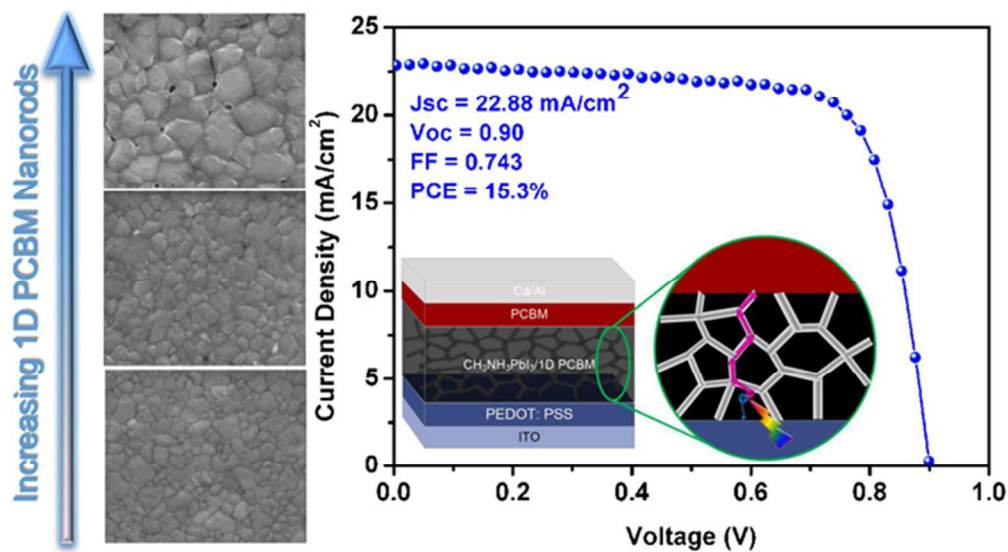 Increasing 1D PCBM Nanorods
Current Density (mA/cm²)
25
20
15
10
5
0
Jsc = 22.88 mA/cm²
Voc = 0.90
FF = 0.743
PCE = 15.3%
Ca/Al
PCBM
CH₃NH₃PbI₃/1D PCBM
PEDOT: PSS
ITO
0.0 0.2 0.4 0.6 0.8 1.0
Voltage (V)